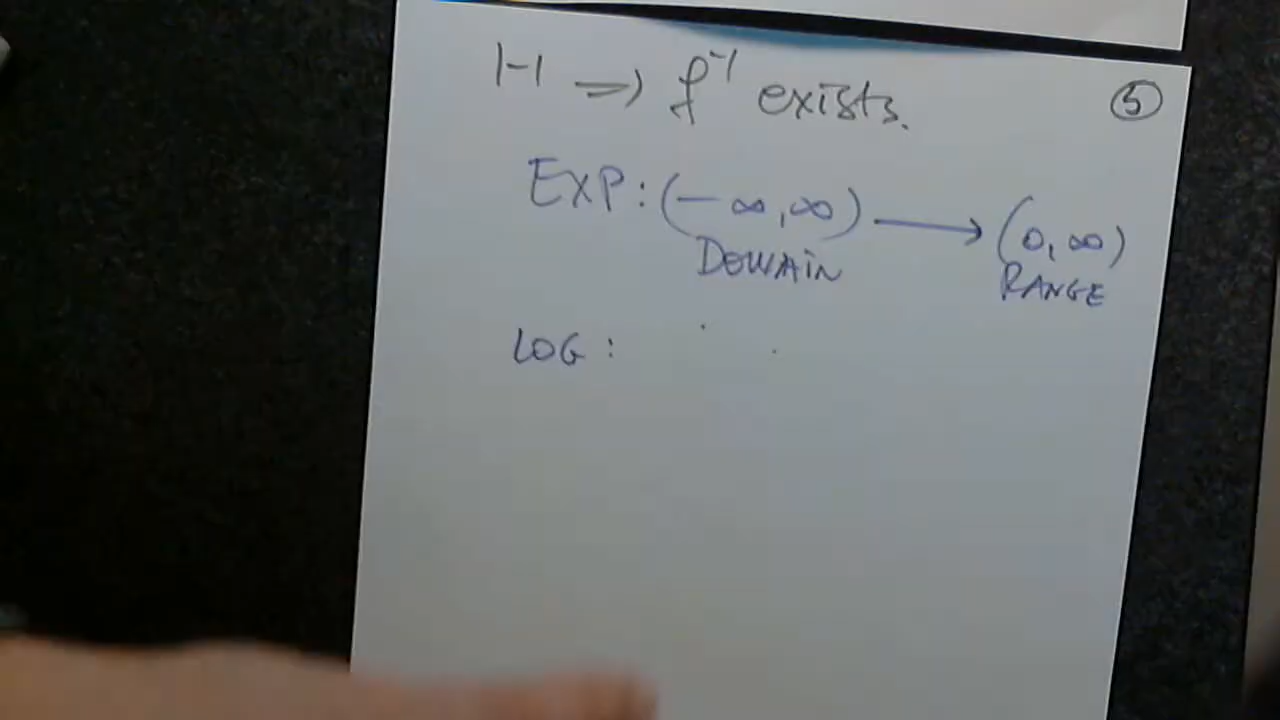 1-1 ⇒ f⁻¹ exists. ⑤
EXP: (-∞,∞) ⟶ (0,∞)
DOMAIN RANGE
LOG :